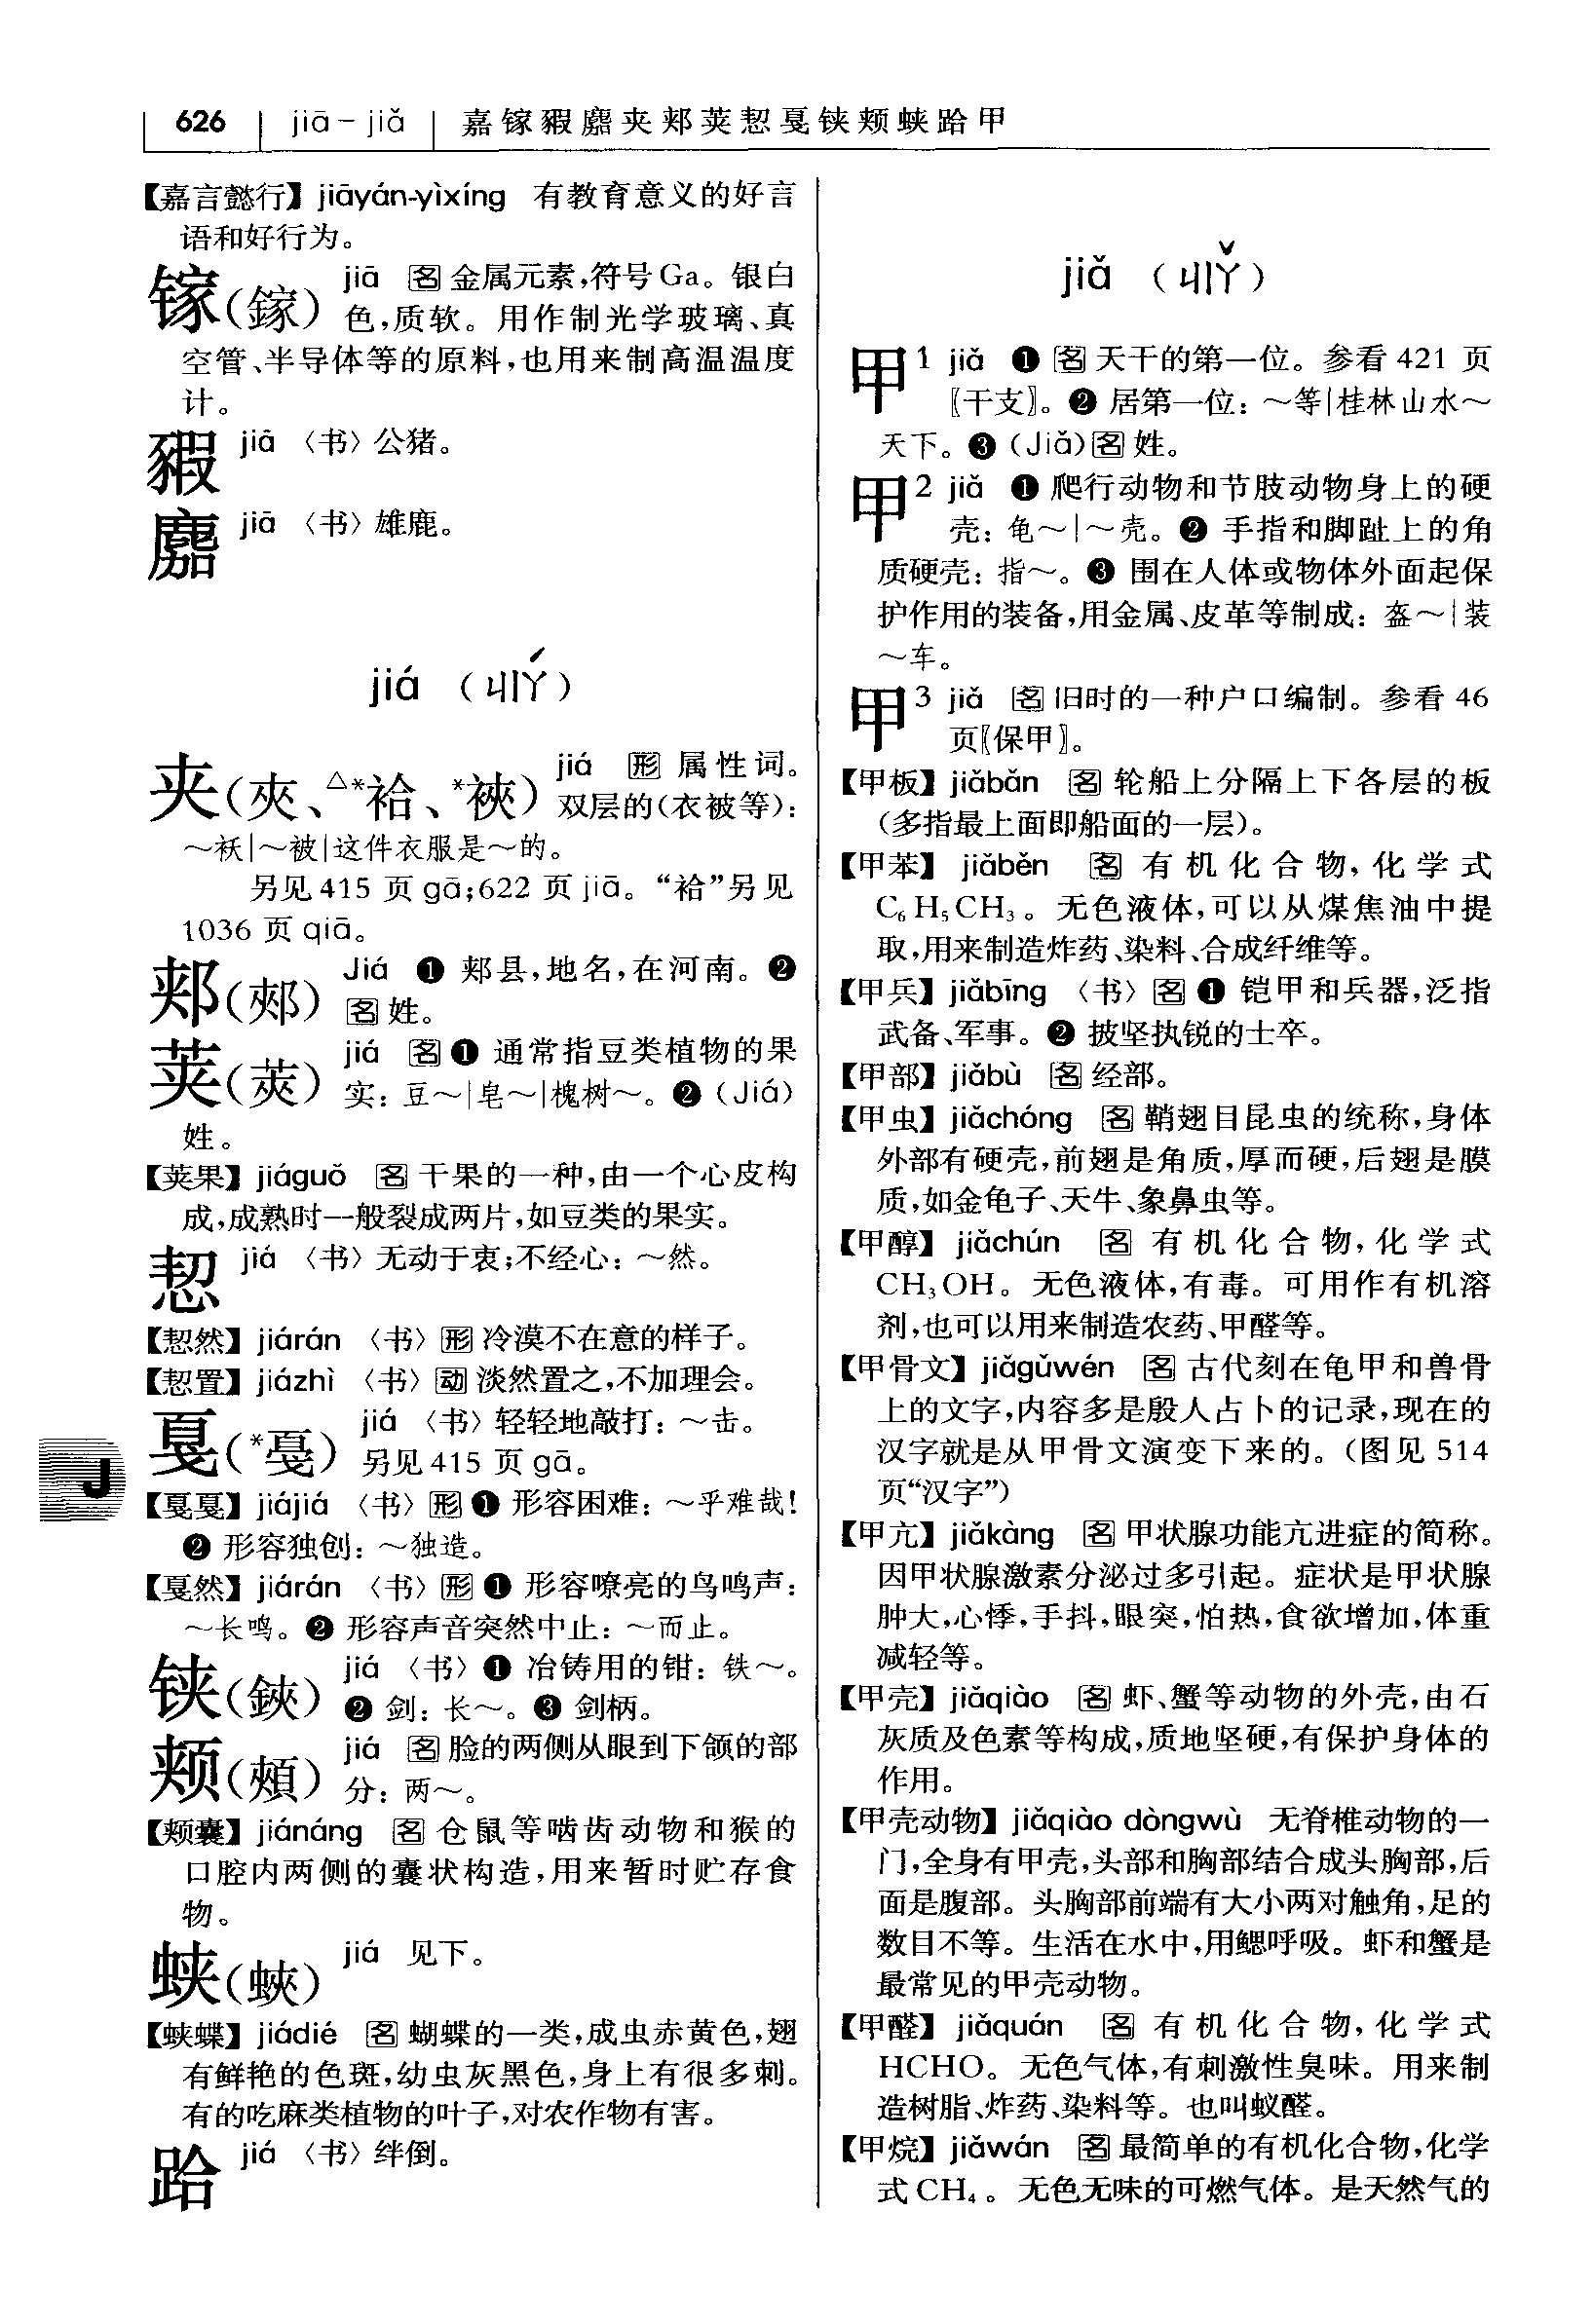 626 jiā－jiǎ 嘉镓豭麚夹郏荚恝戛铗颊蛱跲甲
【嘉言懿行】jiāyán-yìxíng 有教育意义的好言
语和好行为。
镓(鎵) jiā 名 金属元素，符号Ga。银白
色，质软。用作制光学玻璃、真
空管、半导体等的原料，也用来制高温温度
计。
豭 jiā 〈书〉公猪。
麚 jiā 〈书〉雄鹿。
jiá （ㄐㄧㄚˊ）
夹(夾、△*袷、*裌) jiá 形 属性词。
双层的(衣被等)：
～袄|～被|这件衣服是～的。
另见415 页 gā；622 页 jiā。“袷”另见
1036 页 qiā。
郏(郟) Jiá ❶ 郏县，地名，在河南。❷
名 姓。
荚(莢) jiá 名 ❶ 通常指豆类植物的果
实：豆～|皂～|槐树～。❷（Jiá）
姓。
【荚果】jiáguǒ 名 干果的一种，由一个心皮构
成，成熟时一般裂成两片，如豆类的果实。
恝 jiá 〈书〉无动于衷；不经心：～然。
【恝然】jiárán 〈书〉形 冷漠不在意的样子。
【恝置】jiázhì 〈书〉动 淡然置之，不加理会。
戛(*戞) jiá 〈书〉轻轻地敲打：～击。
另见415 页 gā。
J
【戛戛】jiájiá 〈书〉形 ❶ 形容困难：～乎难哉！
❷ 形容独创：～独造。
【戛然】jiárán 〈书〉形 ❶ 形容嘹亮的鸟鸣声：
～长鸣。❷ 形容声音突然中止：～而止。
铗(鋏) jiá 〈书〉❶ 冶铸用的钳：铁～。
❷ 剑：长～。❸ 剑柄。
颊(頰) jiá 名 脸的两侧从眼到下颌的部
分：两～。
【颊囊】jiánáng 名 仓鼠等啮齿动物和猴的
口腔内两侧的囊状构造，用来暂时贮存食
物。
蛱(蛺) jiá 见下。
【蛱蝶】jiádié 名 蝴蝶的一类，成虫赤黄色，翅
有鲜艳的色斑，幼虫灰黑色，身上有很多刺。
有的吃麻类植物的叶子，对农作物有害。
跲 jiá 〈书〉绊倒。
jiǎ （ㄐㄧㄚˇ）
甲1 jiǎ ❶ 名 天干的第一位。参看 421 页
〖干支〗。❷ 居第一位：～等|桂林山水～
天下。❸（Jiǎ）名 姓。
甲2 jiǎ ❶ 爬行动物和节肢动物身上的硬
壳：龟～|～壳。❷ 手指和脚趾上的角
质硬壳：指～。❸ 围在人体或物体外面起保
护作用的装备，用金属、皮革等制成：盔～|装
～车。
甲3 jiǎ 名 旧时的一种户口编制。参看 46
页〖保甲〗。
【甲板】jiǎbǎn 名 轮船上分隔上下各层的板
(多指最上面即船面的一层)。
【甲苯】jiǎběn 名 有机化合物，化学式
C₆H₅CH₃。无色液体，可以从煤焦油中提
取，用来制造炸药、染料、合成纤维等。
【甲兵】jiǎbīng 〈书〉名 ❶ 铠甲和兵器，泛指
武备、军事。❷ 披坚执锐的士卒。
【甲部】jiǎbù 名 经部。
【甲虫】jiǎchóng 名 鞘翅目昆虫的统称，身体
外部有硬壳，前翅是角质，厚而硬，后翅是膜
质，如金龟子、天牛、象鼻虫等。
【甲醇】jiǎchún 名 有机化合物，化学式
CH₃OH。无色液体，有毒。可用作有机溶
剂，也可以用来制造农药、甲醛等。
【甲骨文】jiǎgǔwén 名 古代刻在龟甲和兽骨
上的文字，内容多是殷人占卜的记录，现在的
汉字就是从甲骨文演变下来的。（图见 514
页“汉字”）
【甲亢】jiǎkàng 名 甲状腺功能亢进症的简称。
因甲状腺激素分泌过多引起。症状是甲状腺
肿大，心悸，手抖，眼突，怕热，食欲增加，体重
减轻等。
【甲壳】jiǎqiào 名 虾、蟹等动物的外壳，由石
灰质及色素等构成，质地坚硬，有保护身体的
作用。
【甲壳动物】jiǎqiào dòngwù 无脊椎动物的一
门，全身有甲壳，头部和胸部结合成头胸部，后
面是腹部。头胸部前端有大小两对触角，足的
数目不等。生活在水中，用鳃呼吸。虾和蟹是
最常见的甲壳动物。
【甲醛】jiǎquán 名 有机化合物，化学式
HCHO。无色气体，有刺激性臭味。用来制
造树脂、炸药、染料等。也叫蚁醛。
【甲烷】jiǎwán 名 最简单的有机化合物，化学
式 CH₄。无色无味的可燃气体。是天然气的